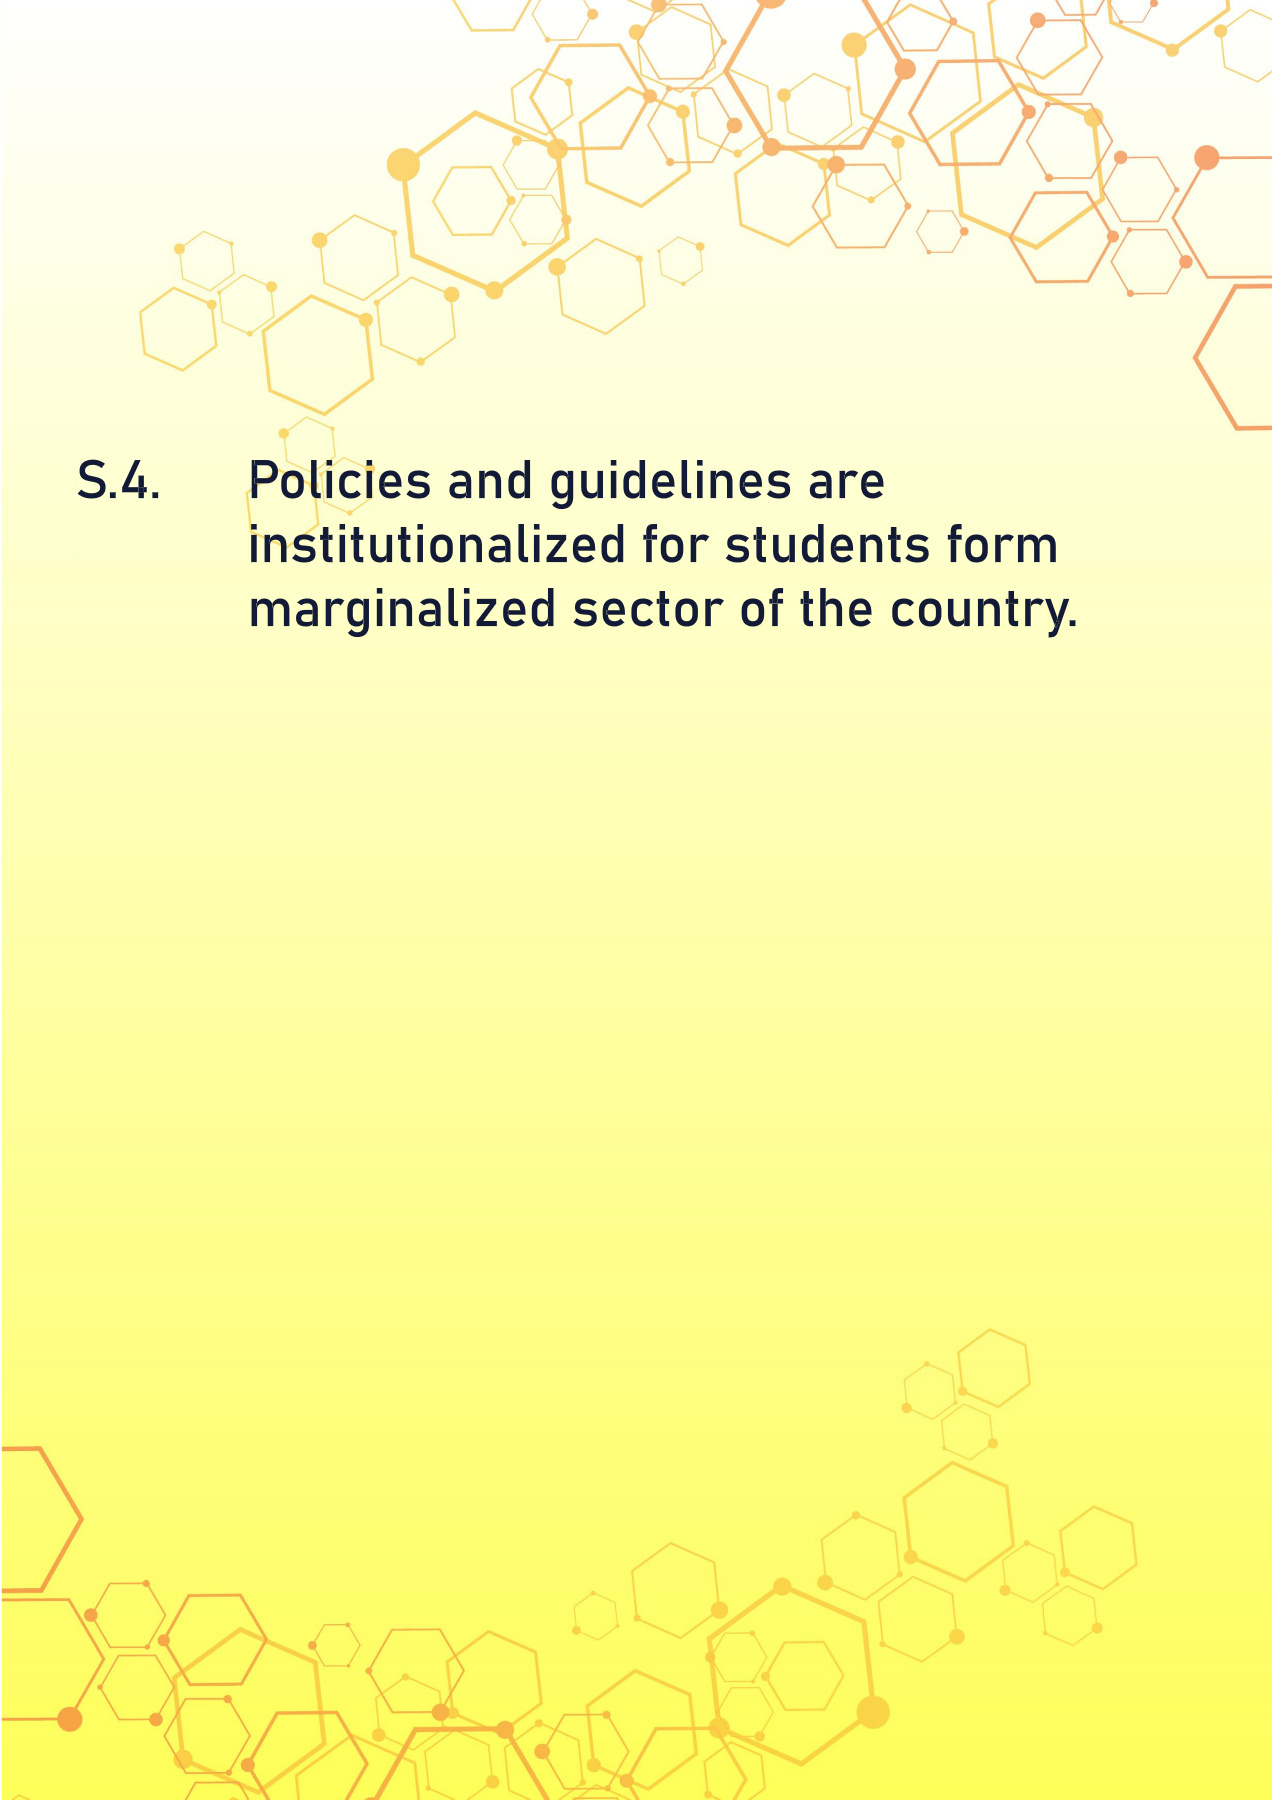 S.4. Policies and guidelines are
institutionalized for students form
marginalized sector of the country.